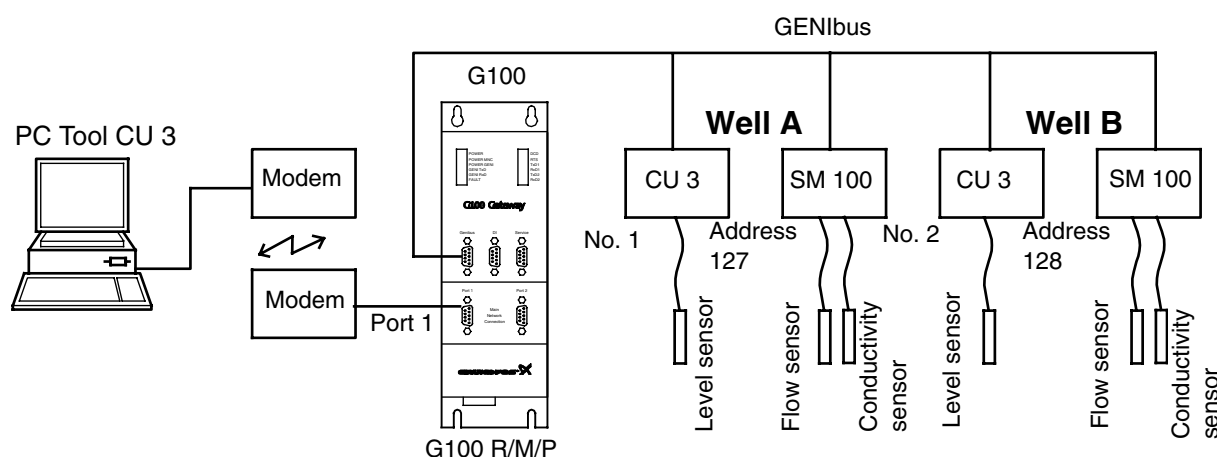 GENIbus
G100
PC Tool CU 3
Modem
Modem
Port 1
POWER
POWER MNC
POWER GENI
GENI TxD
GENI RxD
FAULT
DCD
RTS
TxD1
RxD1
TxD2
RxD2
G100 Gateway
Genibus
DI
Service
Port 1
Main
Network
Connection
Port 2
G100 R/M/P
Well A
CU 3
SM 100
No. 1
Address
127
Level sensor
Flow sensor
Conductivity
sensor
Well B
CU 3
SM 100
No. 2
Address
128
Level sensor
Flow sensor
Conductivity
sensor